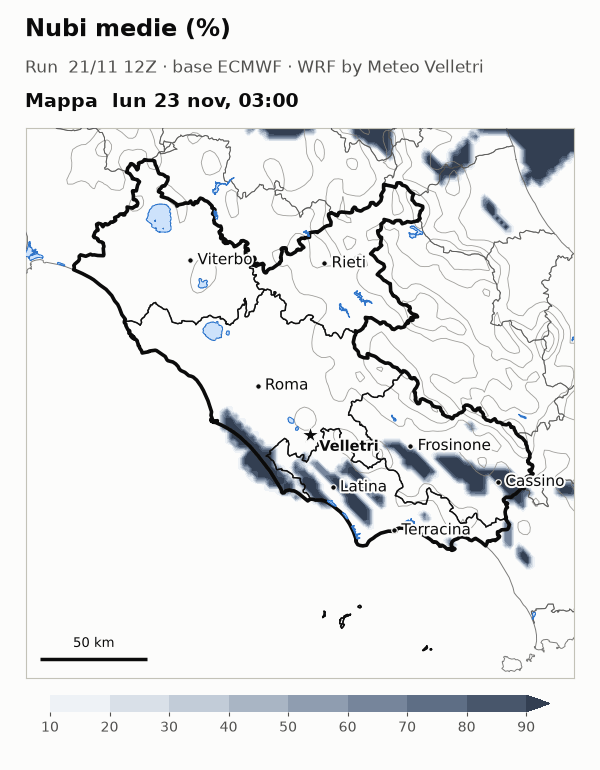 Nubi medie (%)
Run  21/11 12Z · base ECMWF · WRF by Meteo Velletri
Mappa  lun 23 nov, 03:00
Viterbo
Rieti
Roma
Velletri
Frosinone
Latina
Cassino
Terracina
50 km
10 20 30 40 50 60 70 80 90